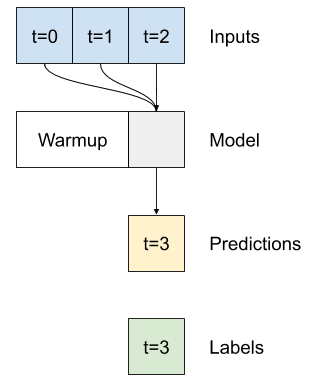 t=0 t=1 t=2 Inputs
Warmup Model
t=3 Predictions
t=3 Labels